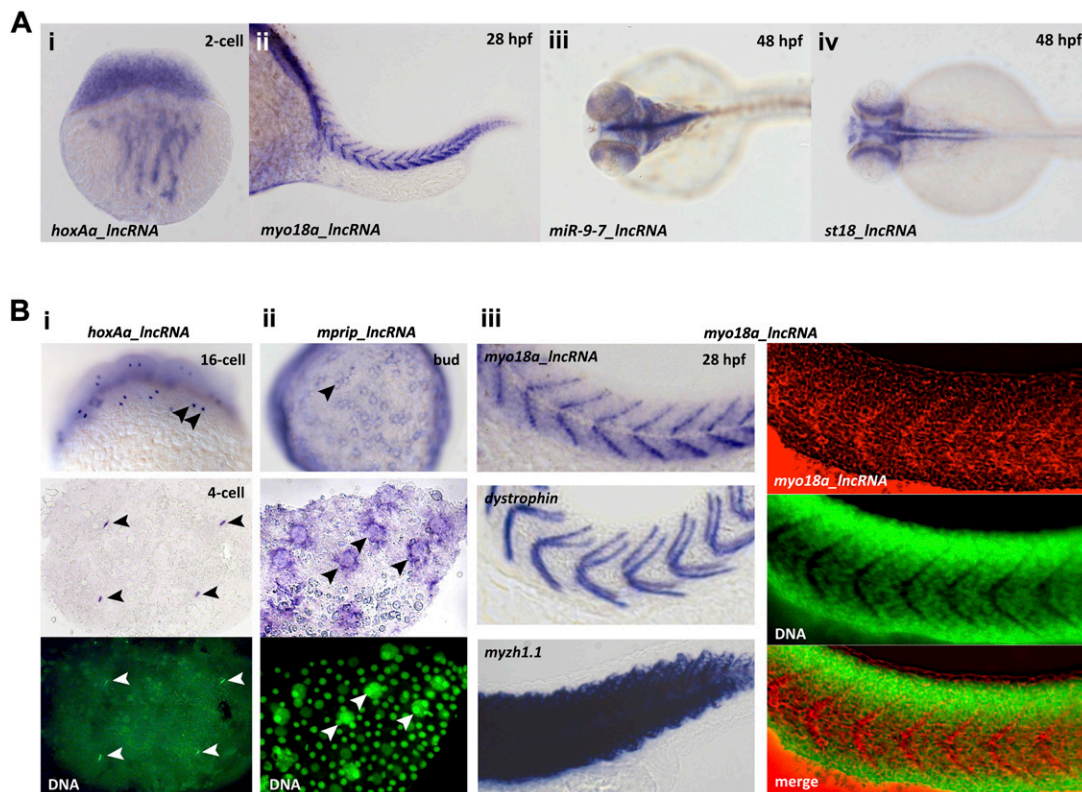 A
i
2-cell
hoxAa_lncRNA
ii
28 hpf
myo18a_lncRNA
iii
48 hpf
miR-9-7_lncRNA
iv
48 hpf
st18_lncRNA
B
i
hoxAa_lncRNA
16-cell
4-cell
DNA
ii
mprip_lncRNA
bud
DNA
iii
myo18a_lncRNA
myo18a_lncRNA
28 hpf
dystrophin
myzh1.1
myo18a_lncRNA
DNA
merge